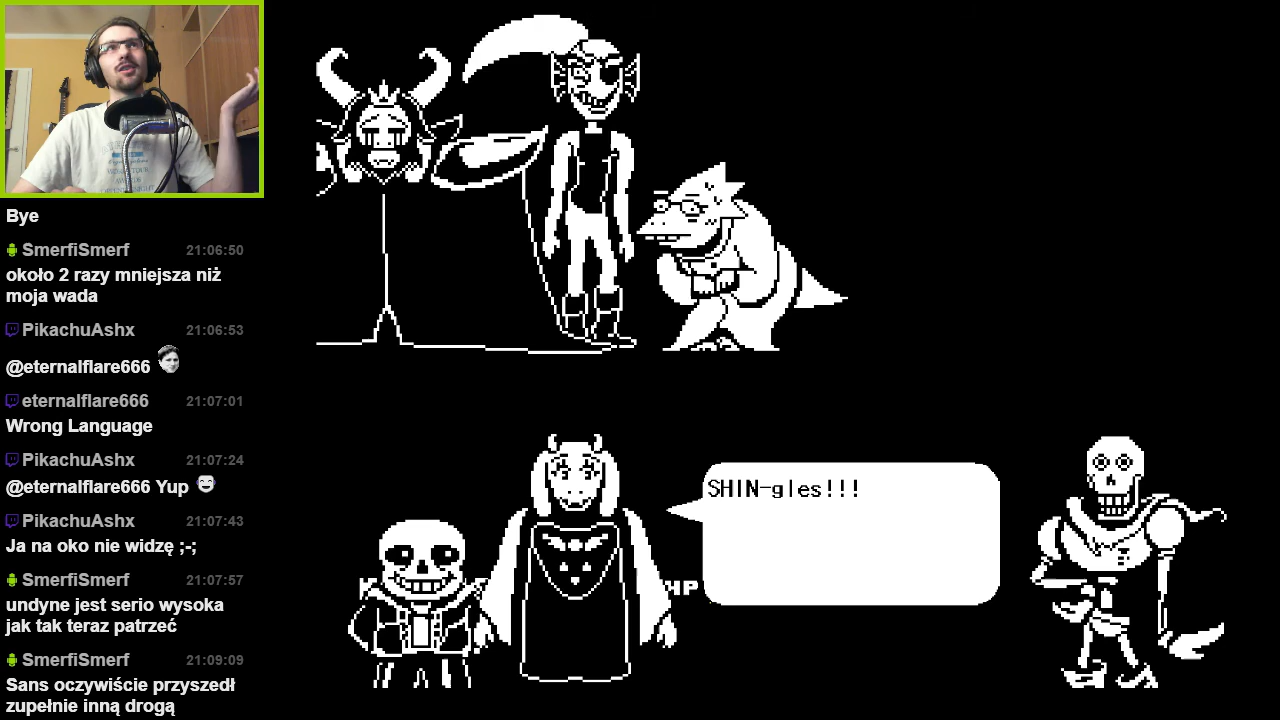 Bye
SmerfiSmerf 21:06:50
około 2 razy mniejsza niż
moja wada
PikachuAshx 21:06:53
@eternalflare666
eternalflare666 21:07:01
Wrong Language
PikachuAshx 21:07:24
@eternalflare666 Yup
PikachuAshx 21:07:43
Ja na oko nie widzę ;-;
SmerfiSmerf 21:07:57
undyne jest serio wysoka
jak tak teraz patrzeć
SmerfiSmerf 21:09:09
Sans oczywiście przyszedł
zupełnie inną drogą
SHIN-gles!!!
HP